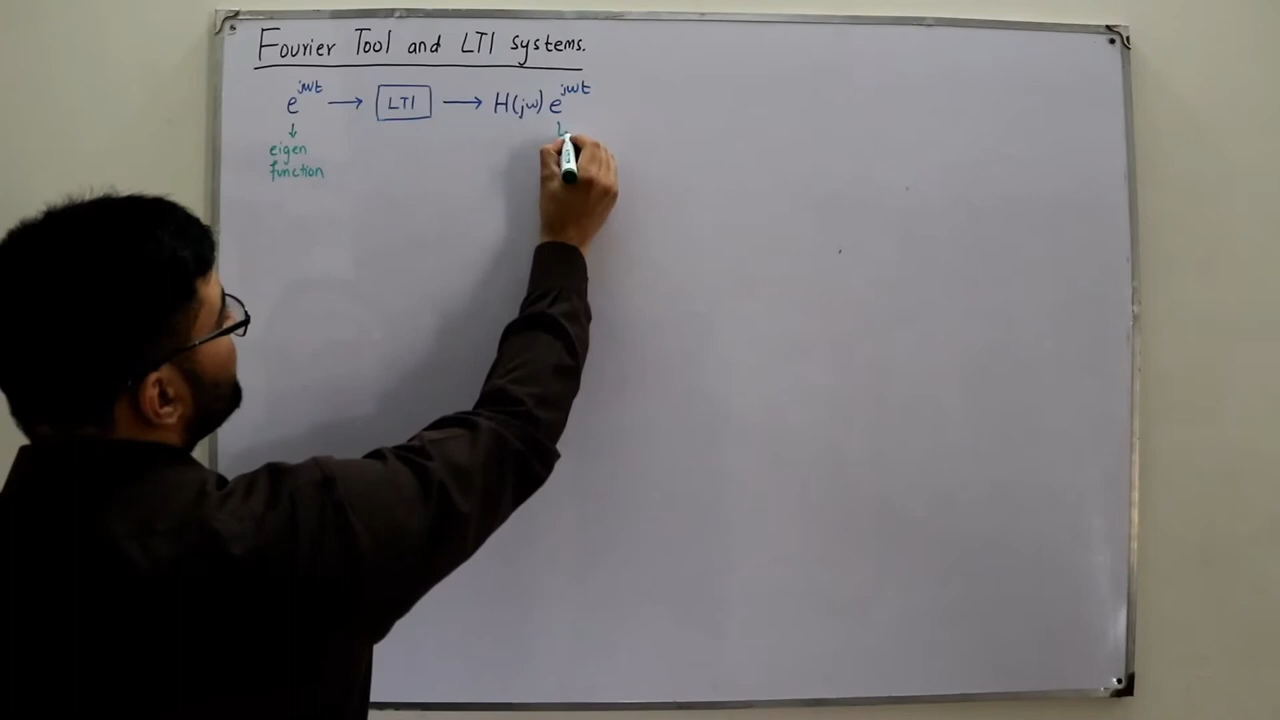 Fourier Tool and LTI systems.
e^jwt → LTI → H(jw) e^jwt
↓
eigen
function